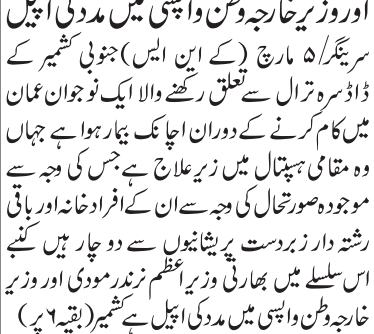 اور وزیر خارجہ وطن واپسی میں مدد کی اپیل
سرینگر/۵ مارچ (کے این ایس) جنوبی کشمیر کے
ڈاڈسرہ ترال سے تعلق رکھنے والا ایک نوجوان عمان
میں کام کرنے کے دوران اچانک بیمار ہوا ہے جہاں
وہ مقامی ہسپتال میں زیر علاج ہے جس کی وجہ سے
موجودہ صورتحال کی وجہ سے ان کے افراد خانہ اور باقی
رشتہ دار زبردست پریشانیوں سے دو چار ہیں کنبے
اس سلسلے میں بھارتی وزیر اعظم نرندر مودی اور وزیر
خارجہ وطن واپسی میں مدد کی اپیل ہے کشمیر (بقیہ ۶ پر)